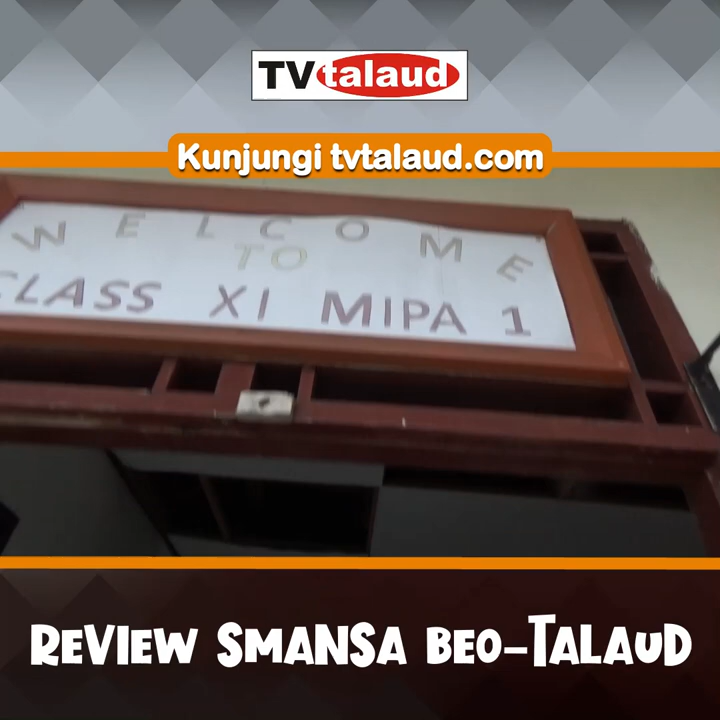 TVtalaud
Kunjungi tvtalaud.com
WELCOME
TO
CLASS XI MIPA 1
REVIEW SMANSA BEO-TALAUD